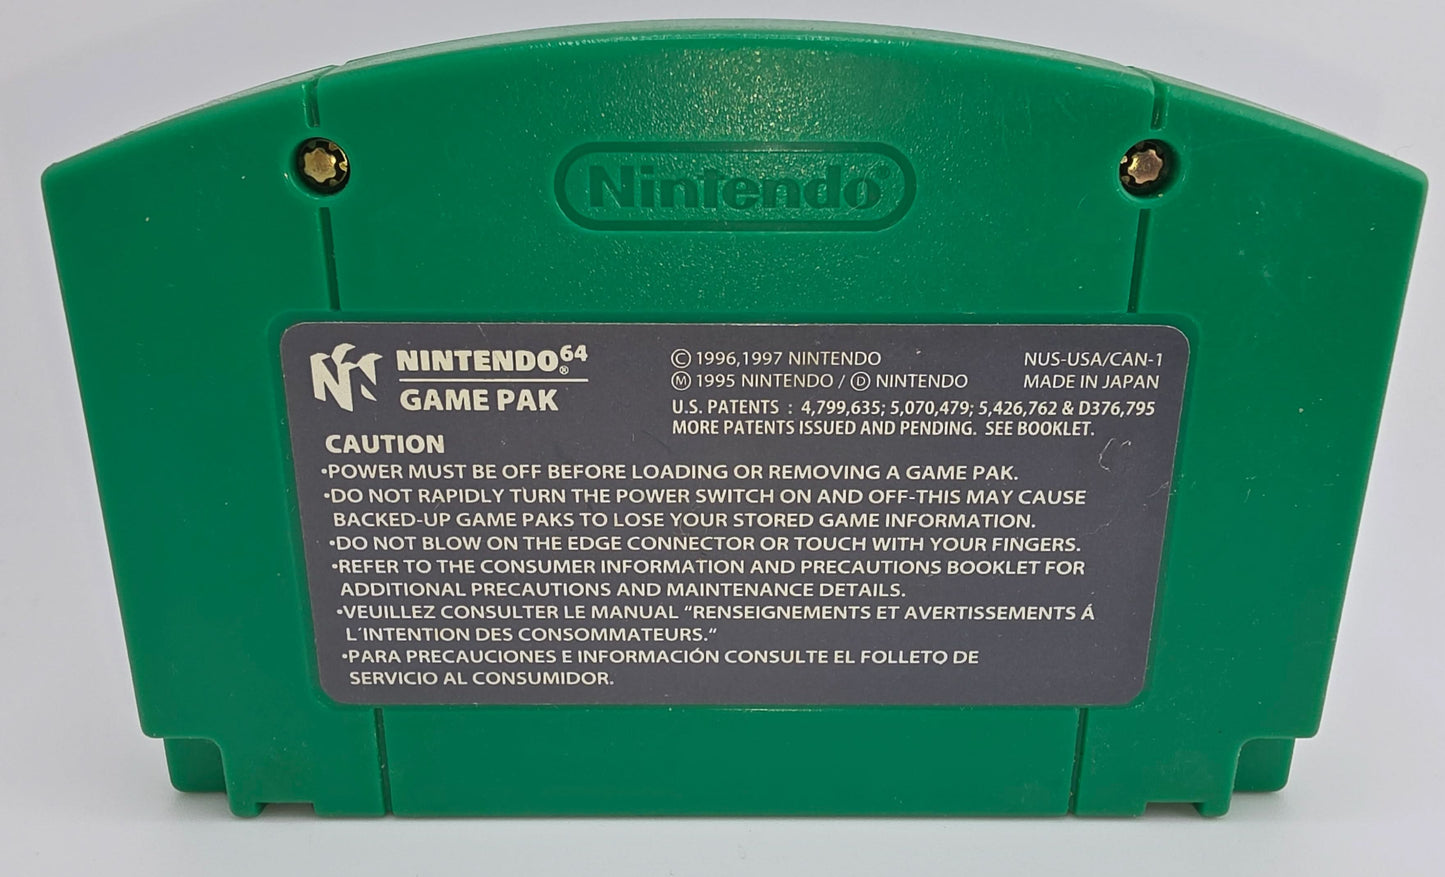 Nintendo®
NINTENDO⁶⁴®
GAME PAK
Ⓒ 1996,1997 NINTENDO
Ⓜ 1995 NINTENDO / Ⓓ NINTENDO
NUS-USA/CAN-1
MADE IN JAPAN
U.S. PATENTS : 4,799,635; 5,070,479; 5,426,762 & D376,795
MORE PATENTS ISSUED AND PENDING. SEE BOOKLET.
CAUTION
•POWER MUST BE OFF BEFORE LOADING OR REMOVING A GAME PAK.
•DO NOT RAPIDLY TURN THE POWER SWITCH ON AND OFF-THIS MAY CAUSE
BACKED-UP GAME PAKS TO LOSE YOUR STORED GAME INFORMATION.
•DO NOT BLOW ON THE EDGE CONNECTOR OR TOUCH WITH YOUR FINGERS.
•REFER TO THE CONSUMER INFORMATION AND PRECAUTIONS BOOKLET FOR
ADDITIONAL PRECAUTIONS AND MAINTENANCE DETAILS.
•VEUILLEZ CONSULTER LE MANUAL “RENSEIGNEMENTS ET AVERTISSEMENTS Á
L´INTENTION DES CONSOMMATEURS.“
•PARA PRECAUCIONES E INFORMACIÓN CONSULTE EL FOLLETO DE
SERVICIO AL CONSUMIDOR.